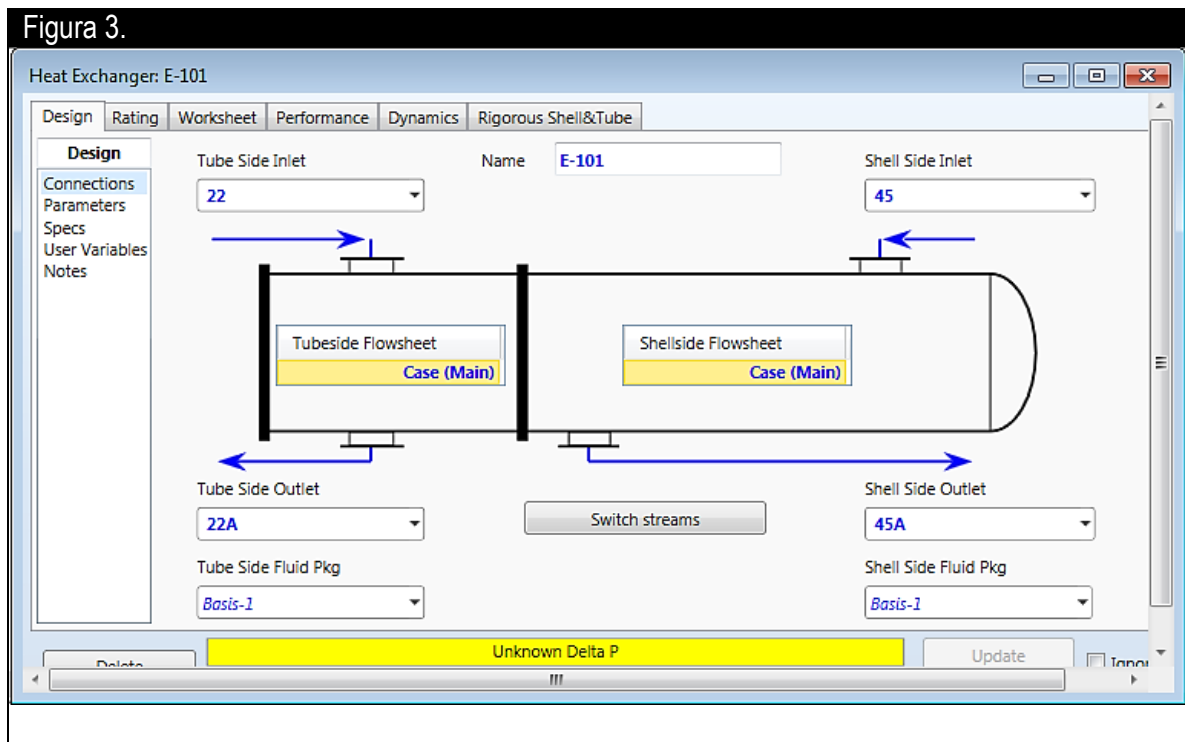 Figura 3.
Heat Exchanger: E-101
Design Rating Worksheet Performance Dynamics Rigorous Shell&Tube
Design
Connections
Parameters
Specs
User Variables
Notes
Tube Side Inlet
22
Name E-101
Shell Side Inlet
45
Tubeside Flowsheet
Case (Main)
Shellside Flowsheet
Case (Main)
Tube Side Outlet
22A
Switch streams
Shell Side Outlet
45A
Tube Side Fluid Pkg
Basis-1
Shell Side Fluid Pkg
Basis-1
Delete
Unknown Delta P
Update